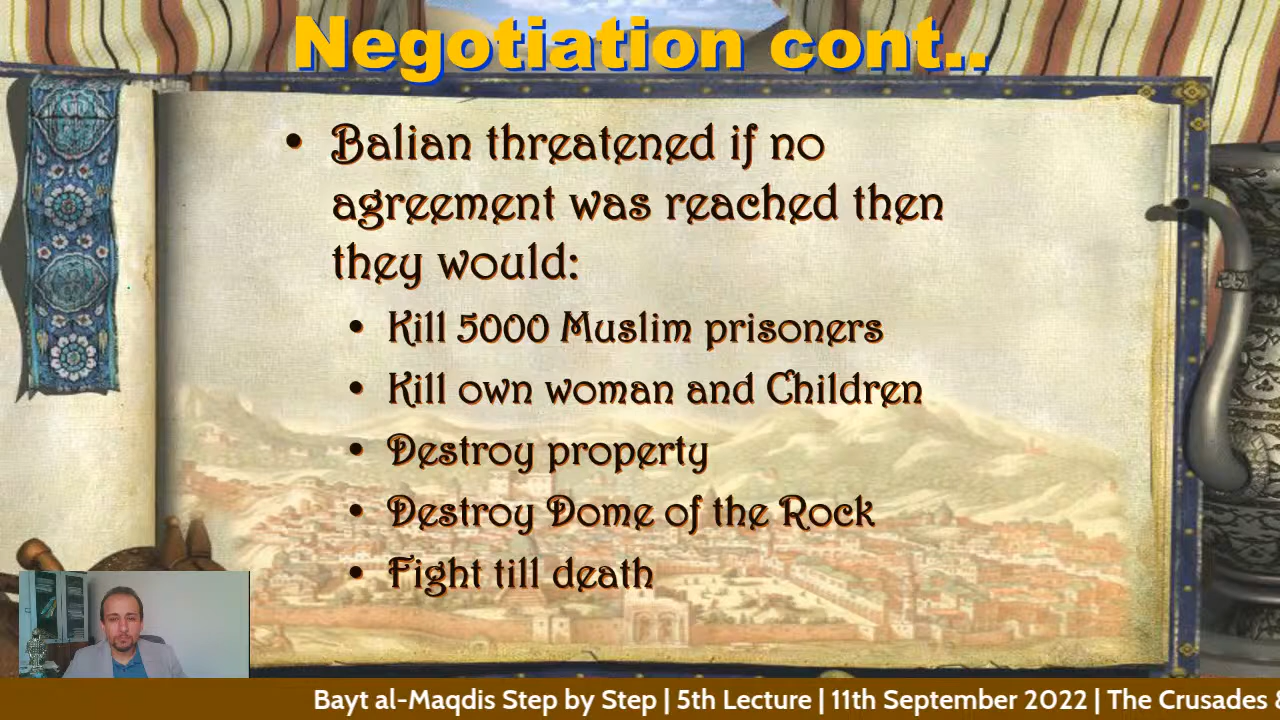 Negotiation cont..
• Balian threatened if no
agreement was reached then
they would:
• Kill 5000 Muslim prisoners
• Kill own woman and Children
• Destroy property
• Destroy Dome of the Rock
• Fight till death
Bayt al-Maqdis Step by Step | 5th Lecture | 11th September 2022 | The Crusades &